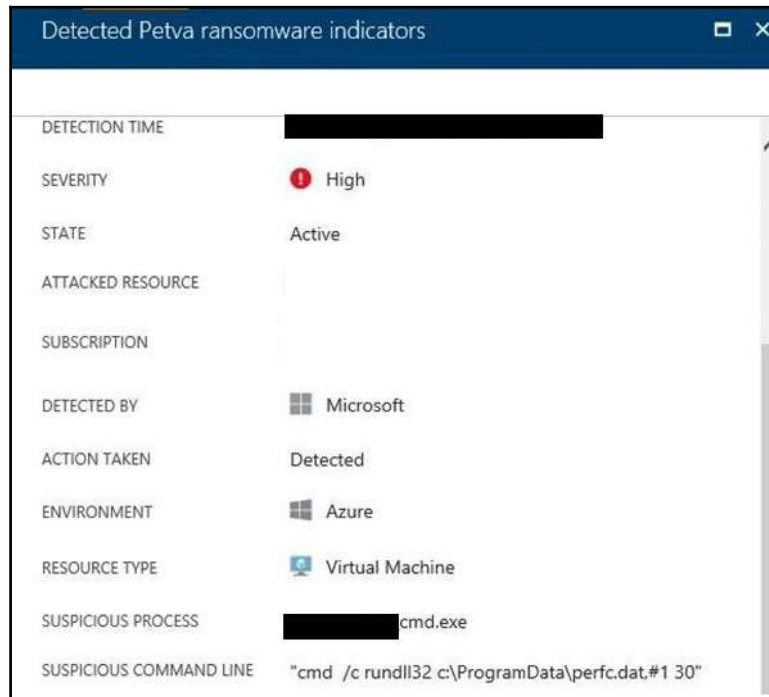 Detected Petva ransomware indicators
DETECTION TIME
SEVERITY High
STATE Active
ATTACKED RESOURCE
SUBSCRIPTION
DETECTED BY Microsoft
ACTION TAKEN Detected
ENVIRONMENT Azure
RESOURCE TYPE Virtual Machine
SUSPICIOUS PROCESS cmd.exe
SUSPICIOUS COMMAND LINE "cmd /c rundll32 c:\ProgramData\perfc.dat,#1 30"